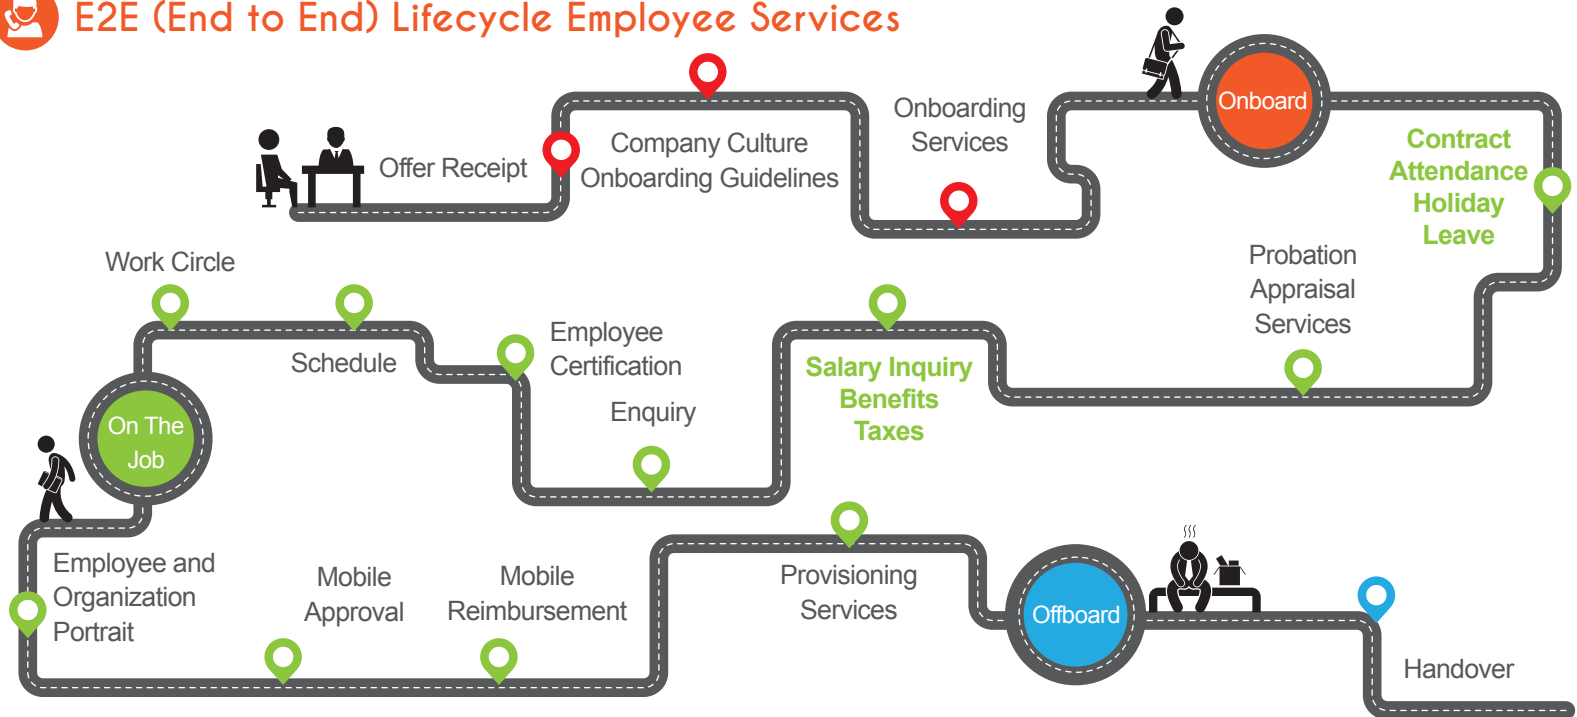 E2E (End to End) Lifecycle Employee Services
Offer Receipt
Company Culture
Onboarding Guidelines
Onboarding
Services
Onboard
Contract
Attendance
Holiday
Leave
Probation
Appraisal
Services
Salary Inquiry
Benefits
Taxes
Enquiry
Employee
Certification
Schedule
Work Circle
On The
Job
Employee and
Organization
Portrait
Mobile
Approval
Mobile
Reimbursement
Provisioning
Services
Offboard
Handover